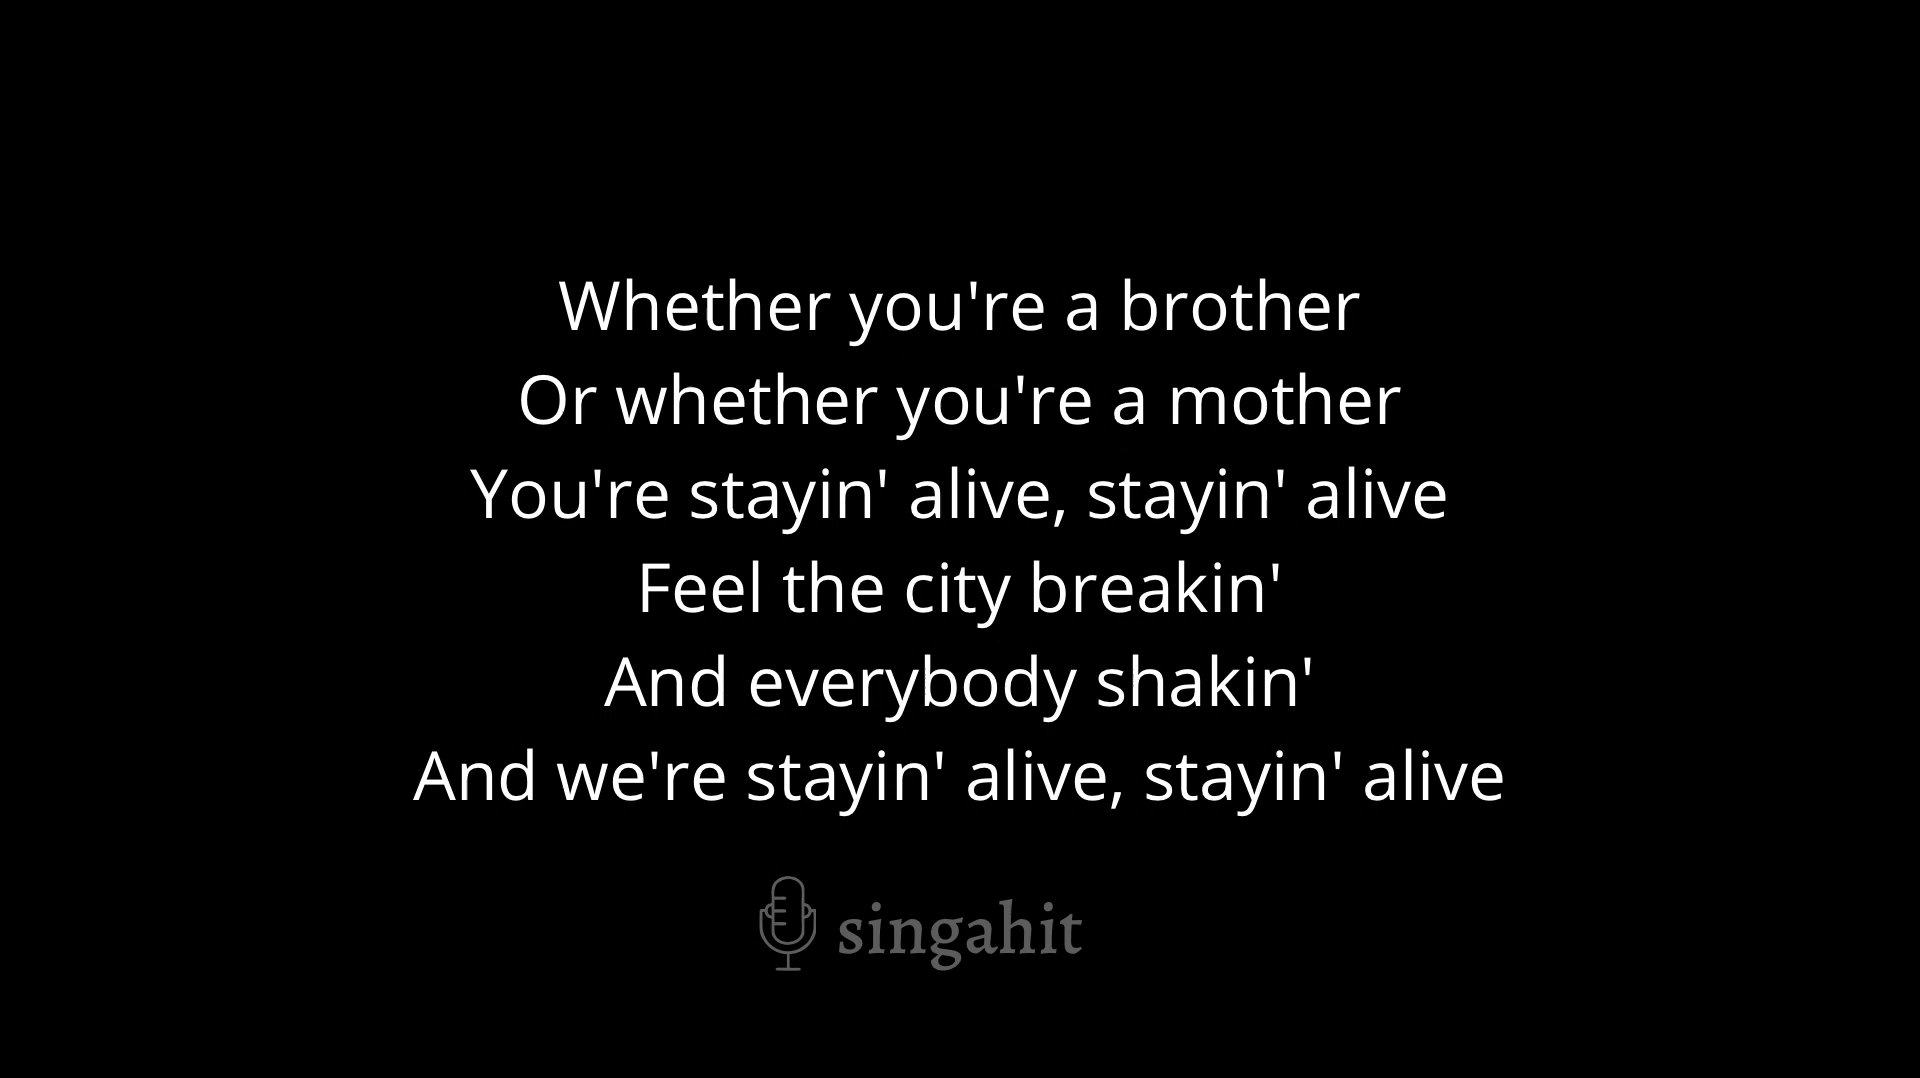 Whether you're a brother
Or whether you're a mother
You're stayin' alive, stayin' alive
Feel the city breakin'
And everybody shakin'
And we're stayin' alive, stayin' alive
singahit